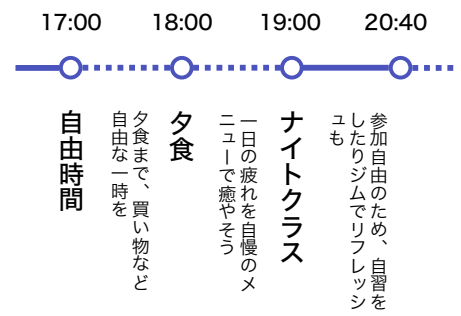 17:00
18:00
19:00
20:40
自由時間
夕食まで、買い物など
自由な一時を
夕食
一日の疲れを自慢のメ
ニューで癒やそう
ナイトクラス
参加自由のため、自習を
したりジムでリフレッシ
ュも